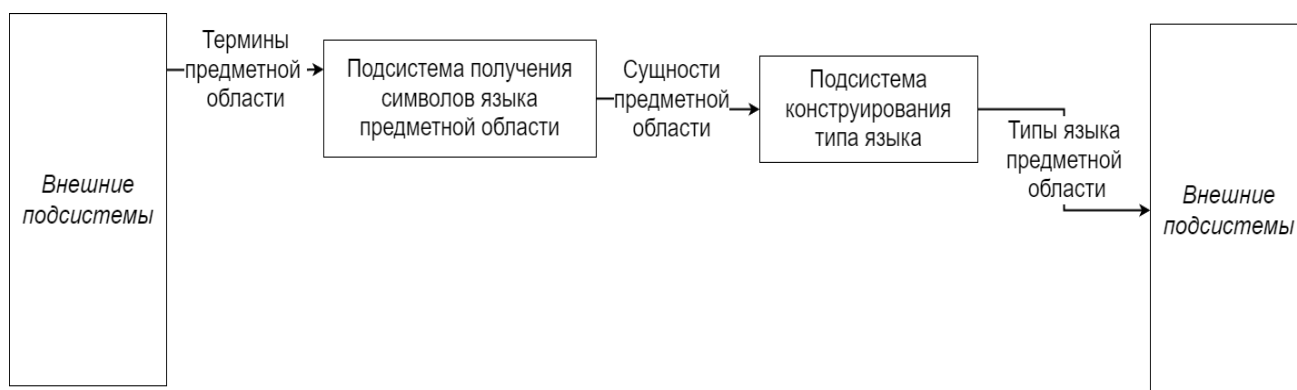 Внешние
подсистемы
Термины
предметной
области
Подсистема получения
символов языка
предметной области
Сущности
предметной
области
Подсистема
конструирования
типа языка
Типы языка
предметной
области
Внешние
подсистемы